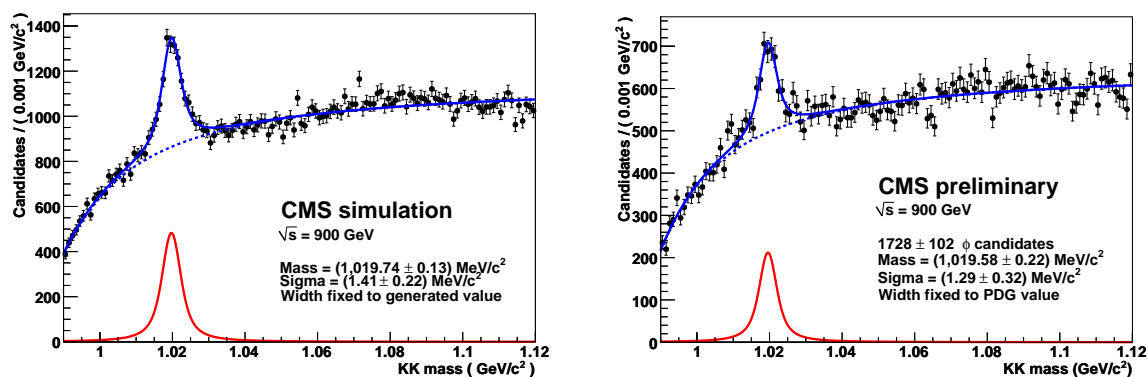 Candidates / ( 0.001 GeV/c²)
1400
1200
1000
800
600
400
200
0
CMS simulation
√s = 900 GeV
Mass = (1,019.74 ± 0.13) MeV/c²
Sigma = (1.41 ± 0.22) MeV/c²
Width fixed to generated value
1 1.02 1.04 1.06 1.08 1.1 1.12
KK mass ( GeV/c²)
Candidates / ( 0.001 GeV/c²)
700
600
500
400
300
200
100
0
CMS preliminary
√s = 900 GeV
1728 ± 102 ϕ candidates
Mass = (1,019.58 ± 0.22) MeV/c²
Sigma = (1.29 ± 0.32) MeV/c²
Width fixed to PDG value
1 1.02 1.04 1.06 1.08 1.1 1.12
KK mass (GeV/c²)